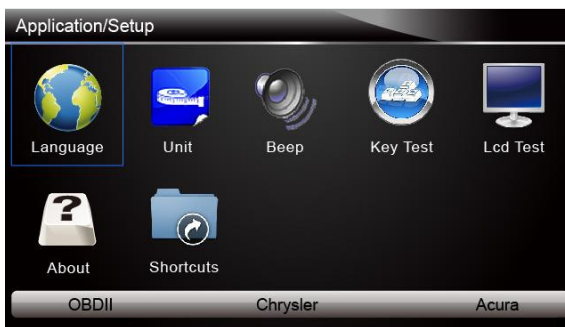 Application/Setup
Language Unit Beep Key Test Lcd Test
About Shortcuts
OBDII Chrysler Acura